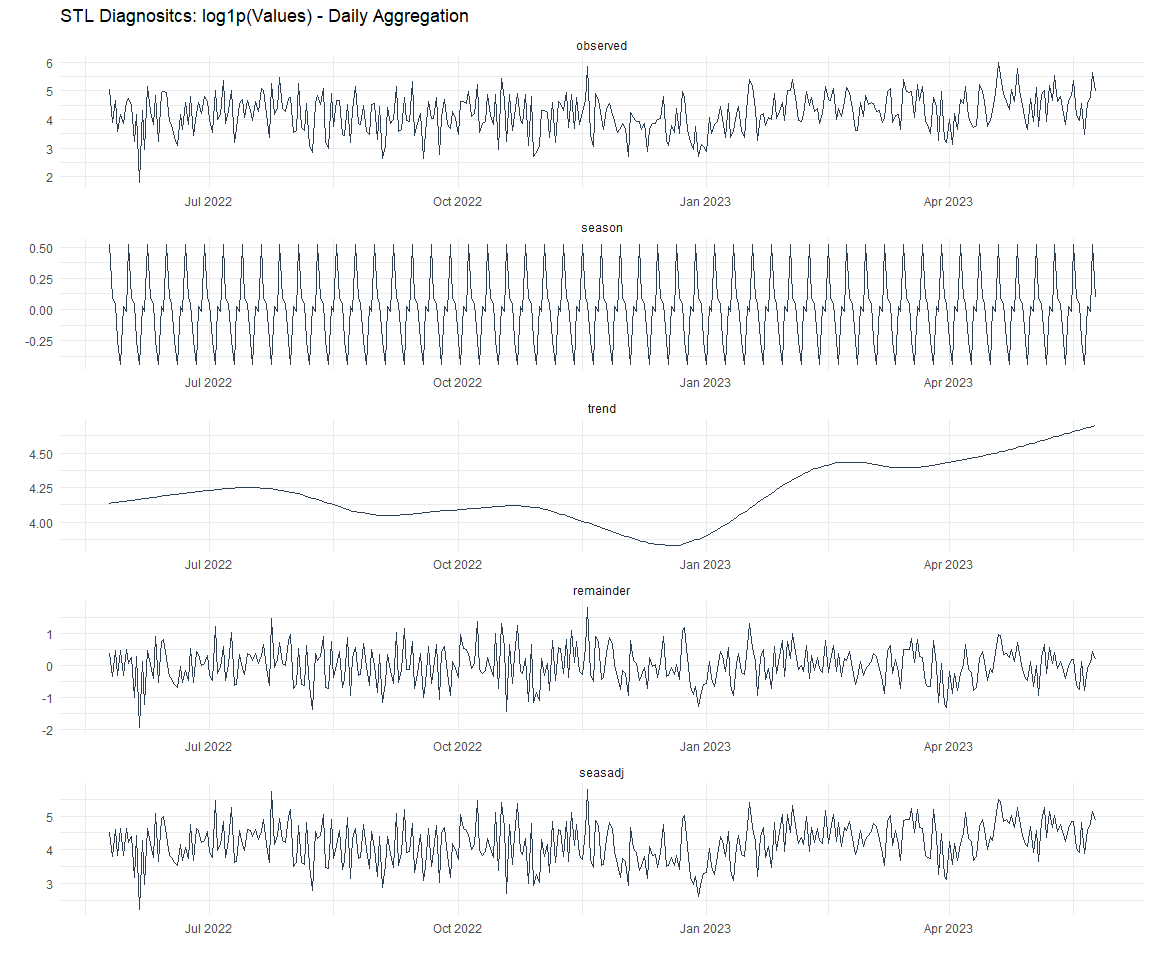 STL Diagnositcs: log1p(Values) - Daily Aggregation
observed
6
5
4
3
2
Jul 2022 Oct 2022 Jan 2023 Apr 2023
season
0.50
0.25
0.00
-0.25
Jul 2022 Oct 2022 Jan 2023 Apr 2023
trend
4.50
4.25
4.00
Jul 2022 Oct 2022 Jan 2023 Apr 2023
remainder
1
0
-1
-2
Jul 2022 Oct 2022 Jan 2023 Apr 2023
seasadj
5
4
3
Jul 2022 Oct 2022 Jan 2023 Apr 2023